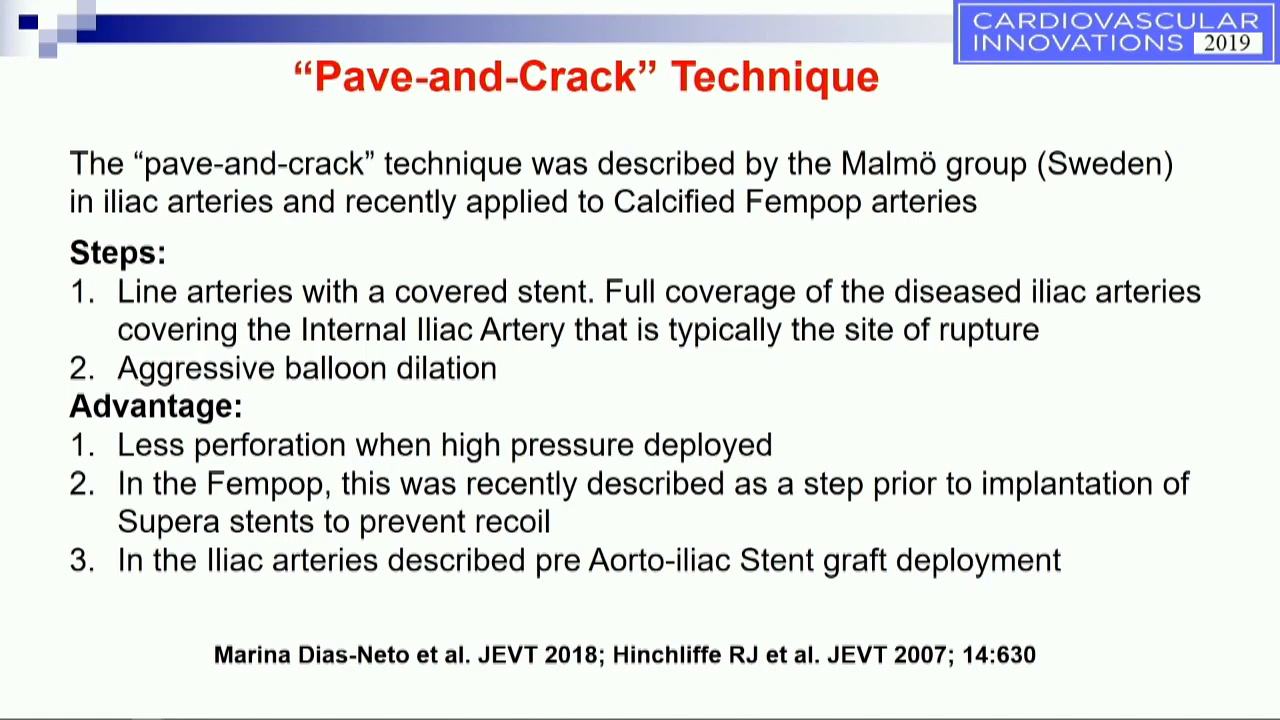 CARDIOVASCULAR
INNOVATIONS 2019
“Pave-and-Crack” Technique
The “pave-and-crack” technique was described by the Malmö group (Sweden)
in iliac arteries and recently applied to Calcified Fempop arteries
Steps:
1. Line arteries with a covered stent. Full coverage of the diseased iliac arteries
covering the Internal Iliac Artery that is typically the site of rupture
2. Aggressive balloon dilation
Advantage:
1. Less perforation when high pressure deployed
2. In the Fempop, this was recently described as a step prior to implantation of
Supera stents to prevent recoil
3. In the Iliac arteries described pre Aorto-iliac Stent graft deployment
Marina Dias-Neto et al. JEVT 2018; Hinchliffe RJ et al. JEVT 2007; 14:630